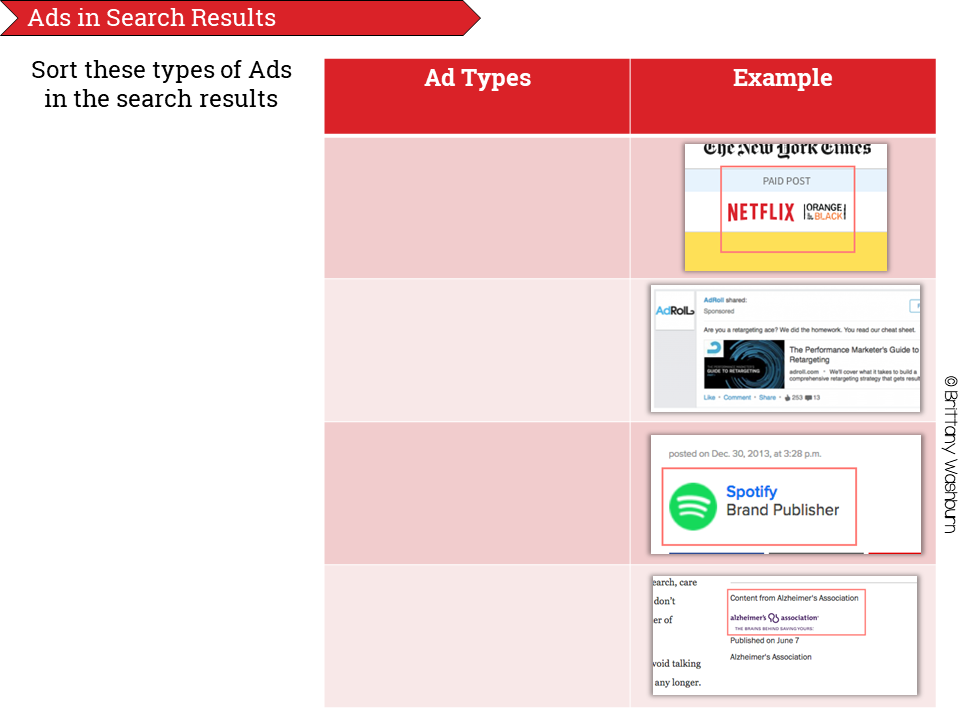 Ads in Search Results
Sort these types of Ads
in the search results
Ad Types
Example
The New York Times
PAID POST
NETFLIX
ORANGE
IS THE
BLACK
AdRoll
AdRoll shared:
Sponsored
Are you a retargeting ace? We did the homework. You read our cheat sheet.
The Performance Marketer's Guide to
Retargeting
GUIDE TO RETARGETING
adroll.com • We'll cover what it takes to build a
comprehensive retargeting strategy that gets result
Like • Comment • Share • 253 13
posted on Dec. 30, 2013, at 3:28 p.m.
Spotify
Brand Publisher
earch, care
don't
er of
void talking
any longer.
Content from Alzheimer's Association
alzheimer's association
THE BRAINS BEHIND SAVING YOURS:
Published on June 7
Alzheimer's Association
© Brittany Washburn